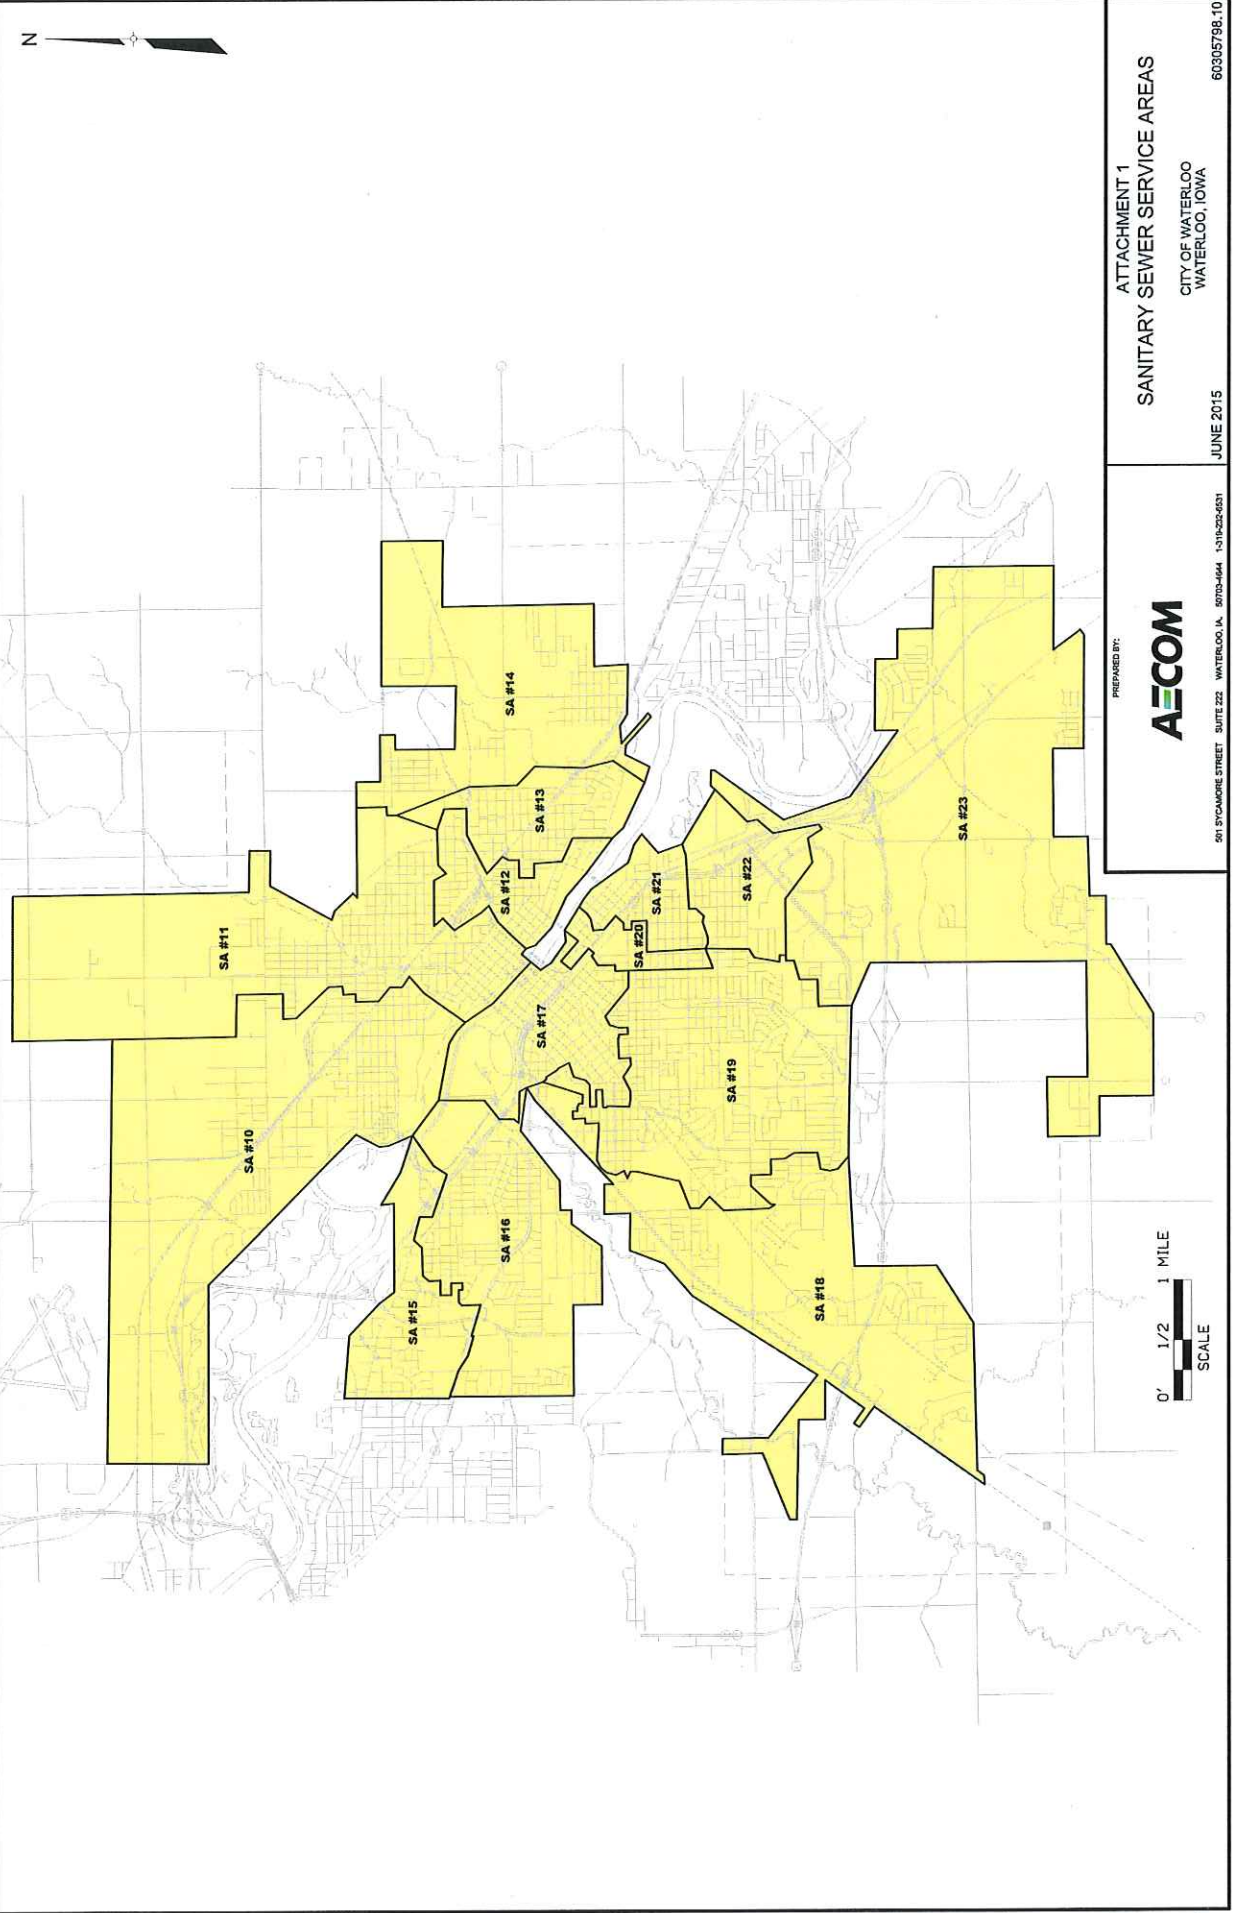 N
SA #10
SA #11
SA #12
SA #13
SA #14
SA #15
SA #16
SA #17
SA #18
SA #19
SA #20
SA #21
SA #22
SA #23
0' 1/2 1 MILE
SCALE
PREPARED BY:
AECOM
501 SYCAMORE STREET SUITE 222 WATERLOO, IA. 50703-4644 1-319-232-6531
ATTACHMENT 1
SANITARY SEWER SERVICE AREAS
CITY OF WATERLOO
WATERLOO, IOWA
JUNE 2015
60305798.10